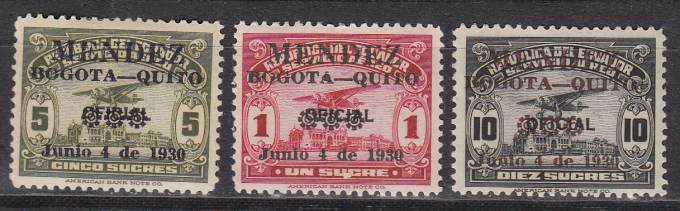 MENDEZ
BOGOTA—QUITO
OFICIAL
5 5
Junio 4 de 1930
CINCO SUCRES
AMERICAN BANK NOTE CO.
MENDEZ
BOGOTA—QUITO
OFICIAL
1 1
Junio 4 de 1930
UN SUCRE
AMERICAN BANK NOTE CO.
REPUBLICA DEL ECUADOR
BOGOTA—QUITO
OFICIAL
10 10
Junio 4 de 1930
DIEZ SUCRES
AMERICAN BANK NOTE CO.